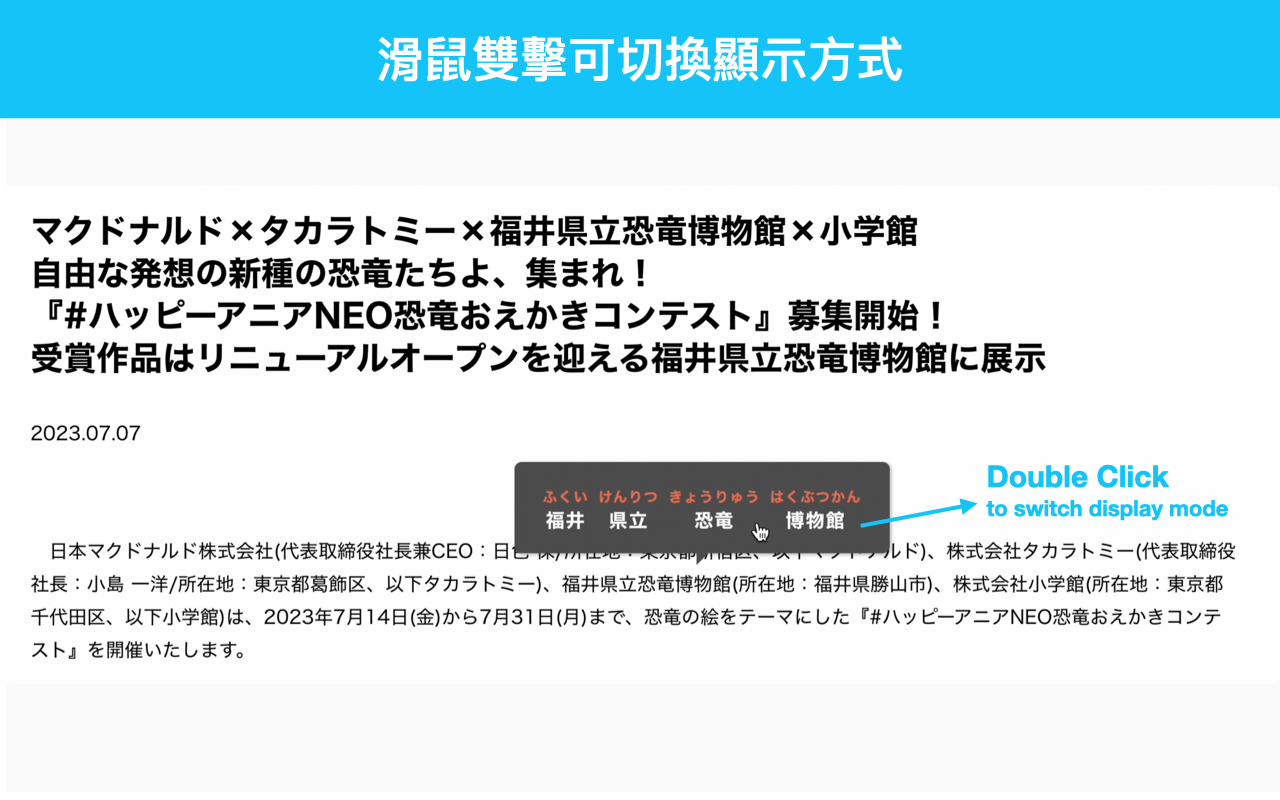 滑鼠雙擊可切換顯示方式
マクドナルド×タカラトミー×福井県立恐竜博物館×小学館
自由な発想の新種の恐竜たちよ、集まれ！
『#ハッピーアニアNEO恐竜おえかきコンテスト』募集開始！
受賞作品はリニューアルオープンを迎える福井県立恐竜博物館に展示
2023.07.07
ふくい けんりつ きょうりゅう はくぶつかん
福井 県立 恐竜 博物館
Double Click
to switch display mode
日本マクドナルド株式会社(代表取締役社長兼CEO：日色 保/所在地：東京都新宿区、以下マクドナルド)、株式会社タカラトミー(代表取締役
社長：小島 一洋/所在地：東京都葛飾区、以下タカラトミー)、福井県立恐竜博物館(所在地：福井県勝山市)、株式会社小学館(所在地：東京都
千代田区、以下小学館)は、2023年7月14日(金)から7月31日(月)まで、恐竜の絵をテーマにした『#ハッピーアニアNEO恐竜おえかきコンテ
スト』を開催いたします。